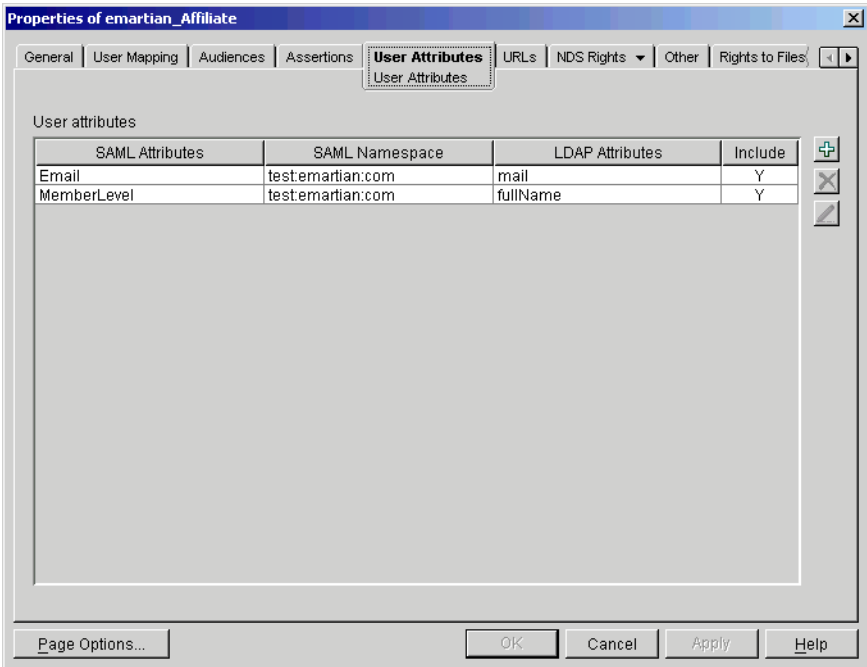 Properties of emartian_Affiliate
General User Mapping Audiences Assertions User Attributes URLs NDS Rights Other Rights to Files
User Attributes
User attributes
SAML Attributes SAML Namespace LDAP Attributes Include
Email test:emartian:com mail Y
MemberLevel test:emartian:com fullName Y
Page Options... OK Cancel Apply Help